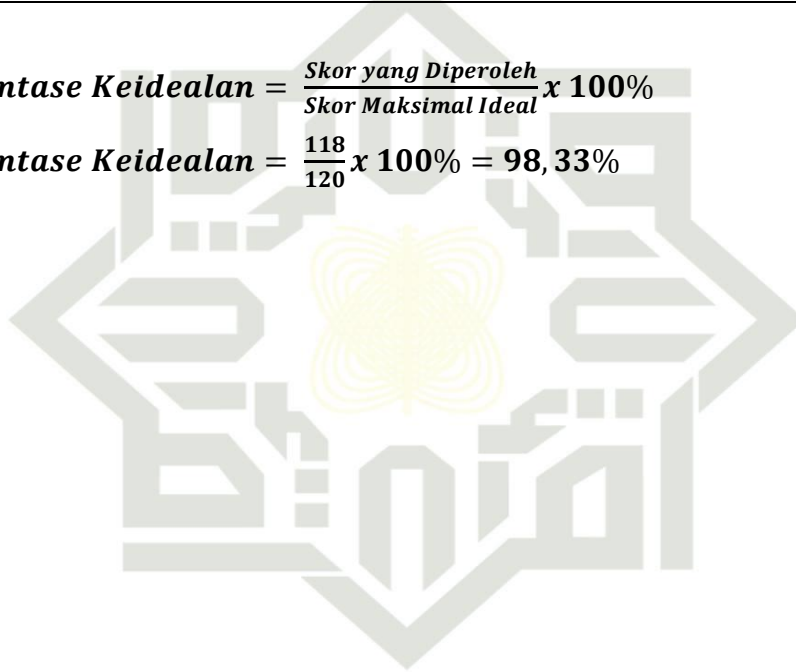 ntase Keidealan = Skor yang Diperoleh / Skor Maksimal Ideal x 100%
ntase Keidealan = 118 / 120 x 100% = 98,33%